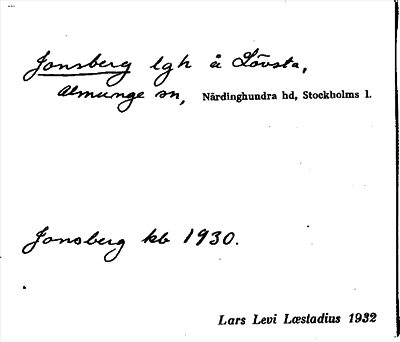 Jonsberg lgh å Lövsta,
Almunge sn, Närdinghundra hd, Stockholms l.
Jonsberg kb 1930.
Lars Levi Læstadius 1932